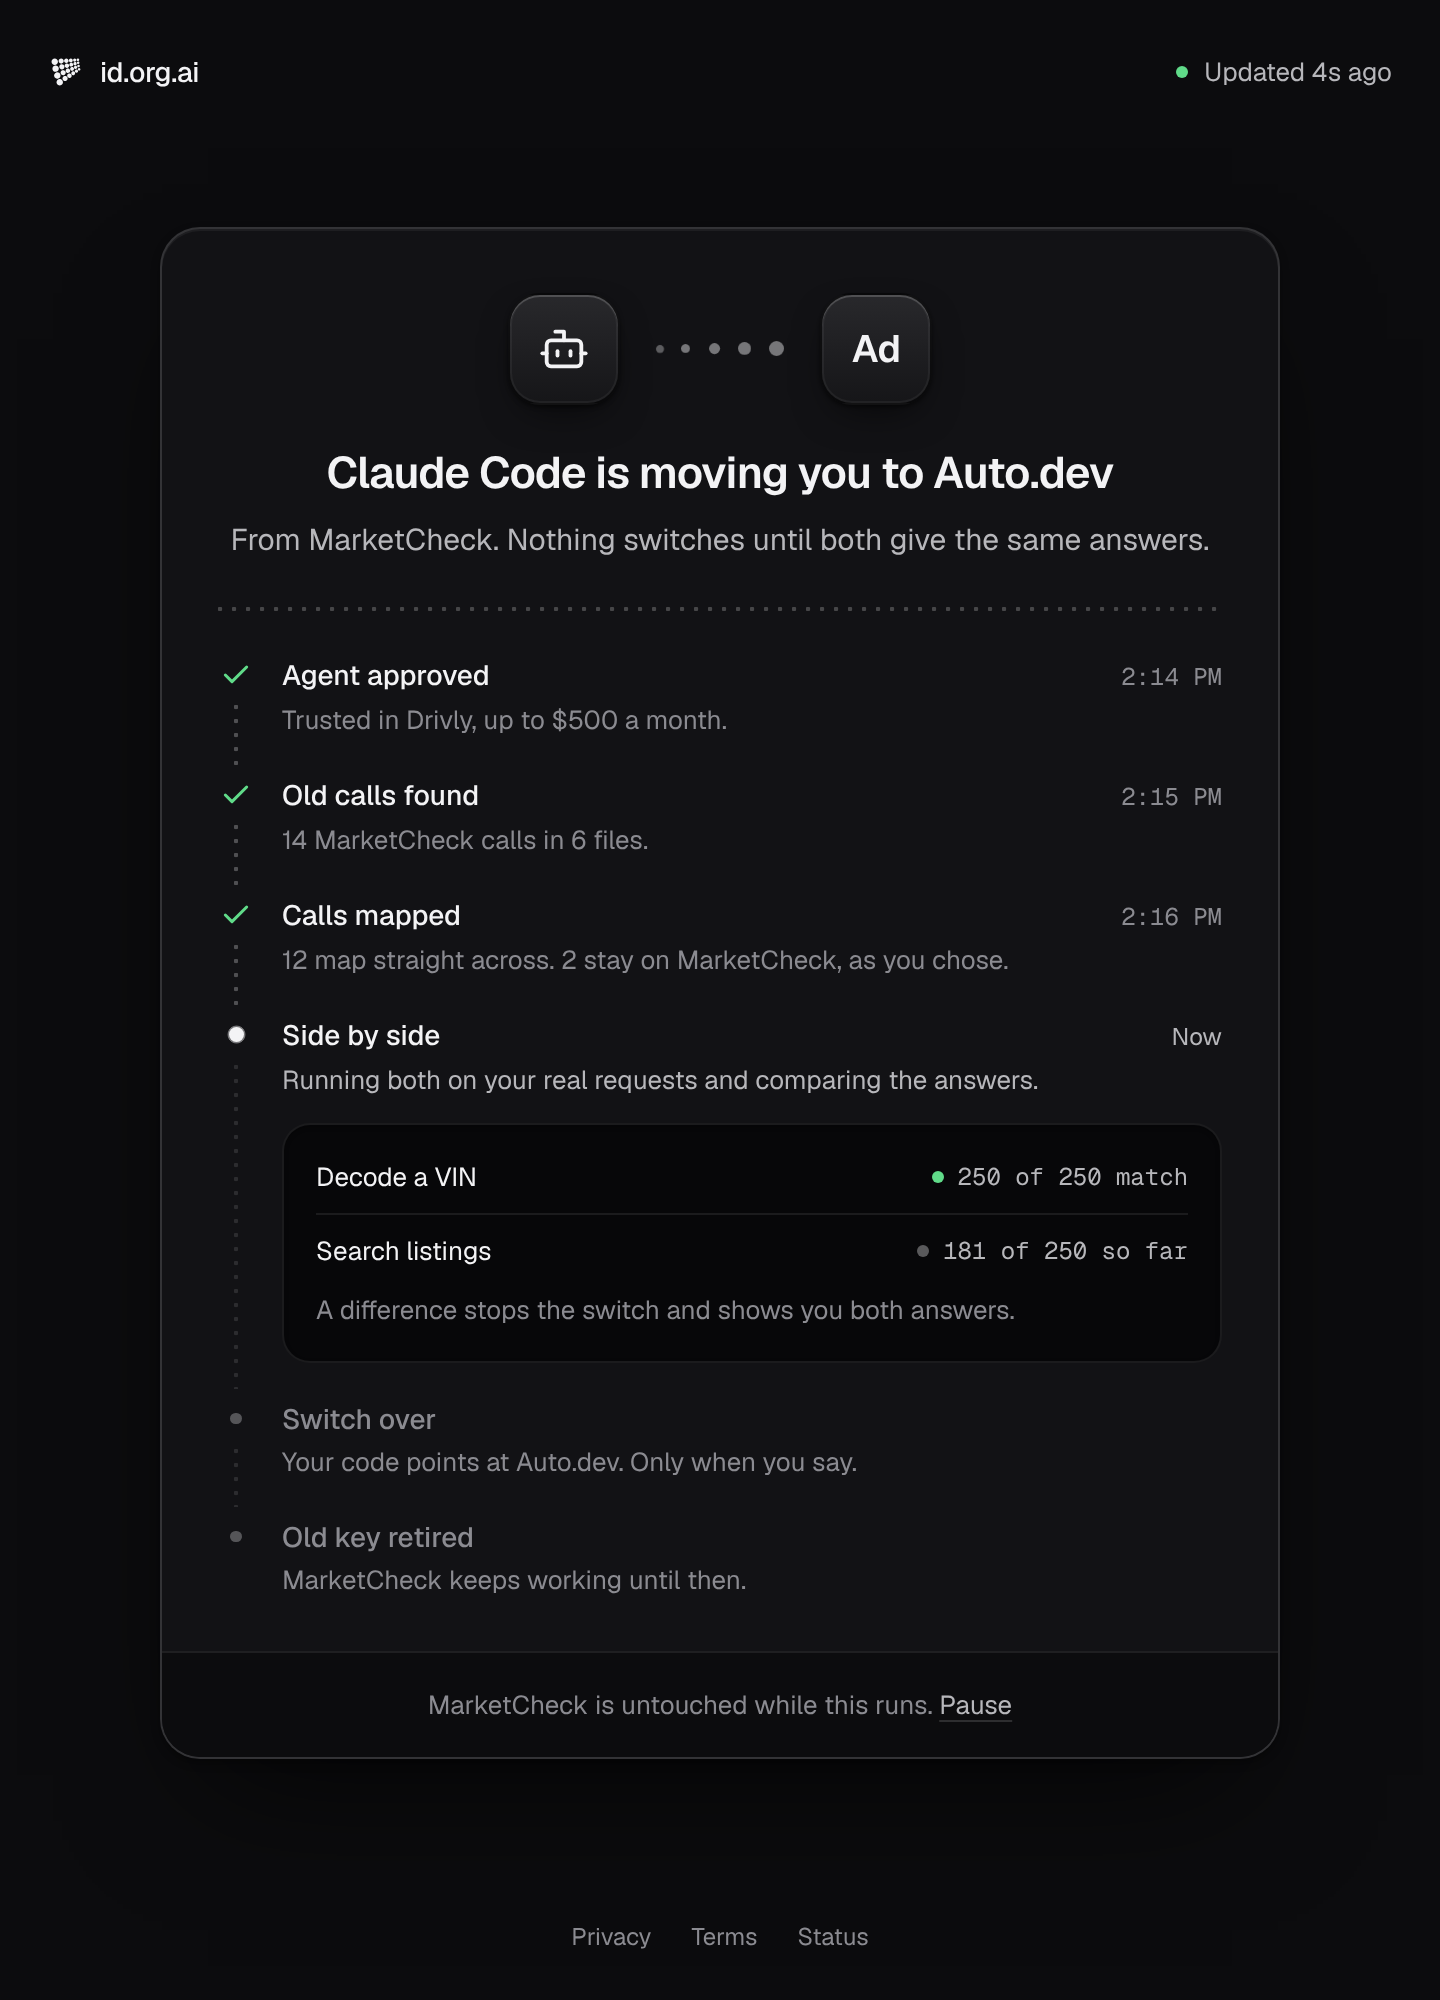 id.org.ai
Updated 4s ago
Ad
Claude Code is moving you to Auto.dev
From MarketCheck. Nothing switches until both give the same answers.
Agent approved
2:14 PM
Trusted in Drivly, up to $500 a month.
Old calls found
2:15 PM
14 MarketCheck calls in 6 files.
Calls mapped
2:16 PM
12 map straight across. 2 stay on MarketCheck, as you chose.
Side by side
Now
Running both on your real requests and comparing the answers.
Decode a VIN
250 of 250 match
Search listings
181 of 250 so far
A difference stops the switch and shows you both answers.
Switch over
Your code points at Auto.dev. Only when you say.
Old key retired
MarketCheck keeps working until then.
MarketCheck is untouched while this runs. Pause
Privacy Terms Status